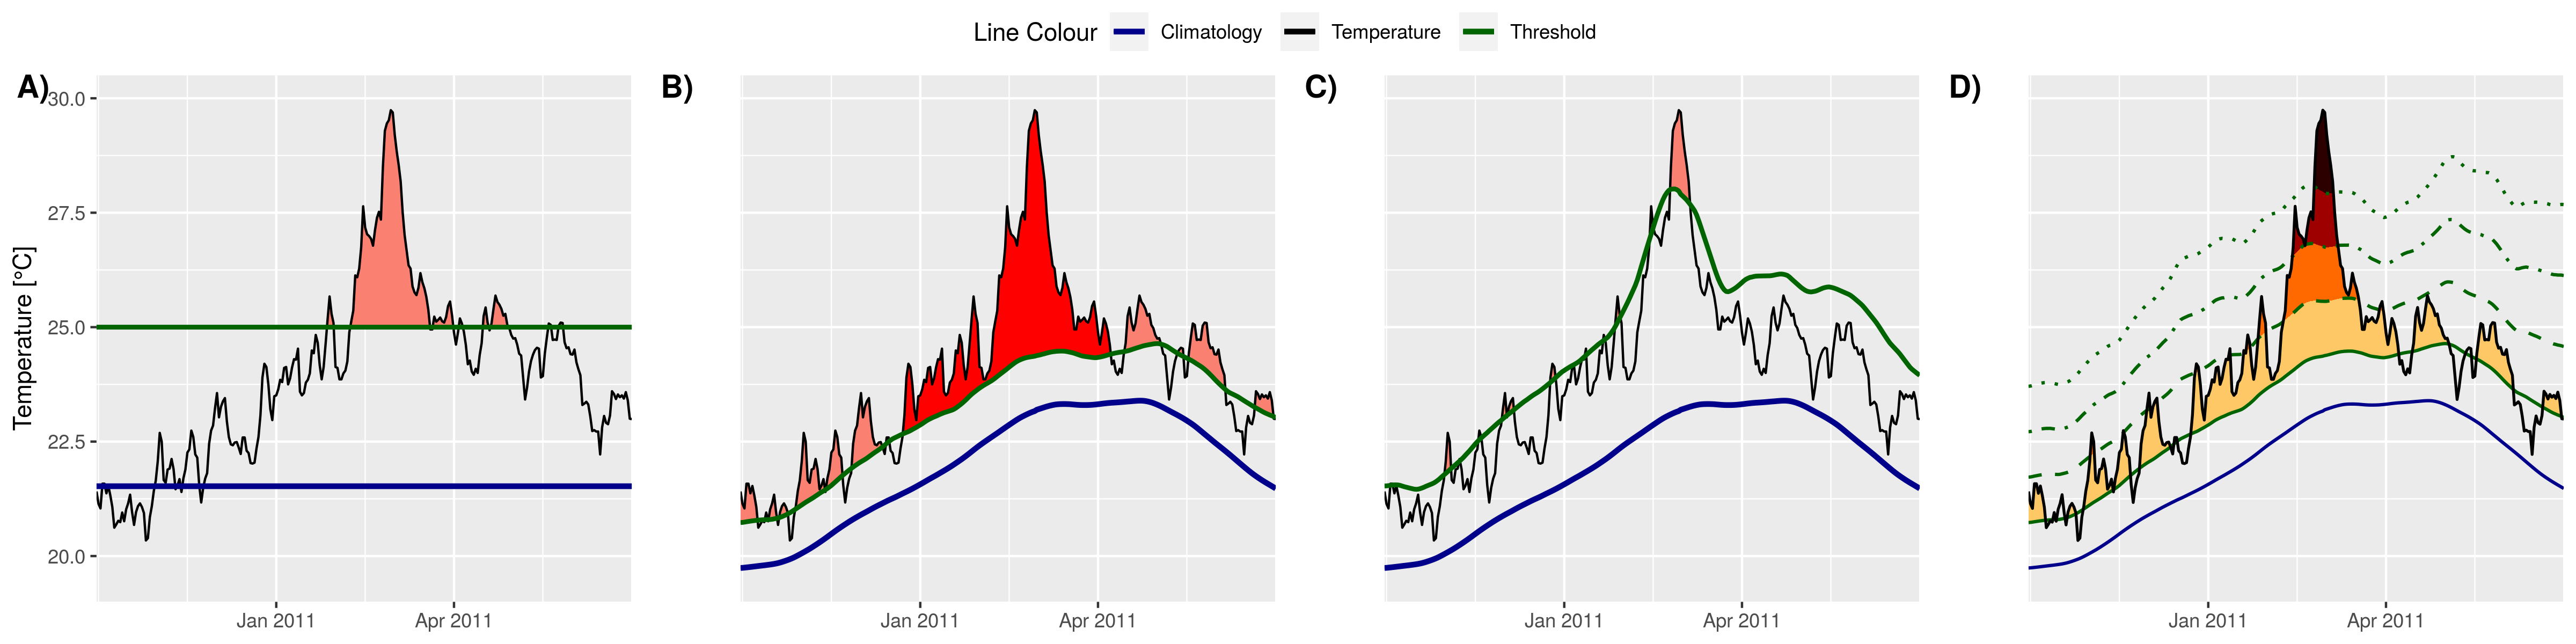 Line Colour Climatology Temperature Threshold
A) B) C) D)
Temperature [°C]
30.0
27.5
25.0
22.5
20.0
Jan 2011 Apr 2011 Jan 2011 Apr 2011 Jan 2011 Apr 2011 Jan 2011 Apr 2011